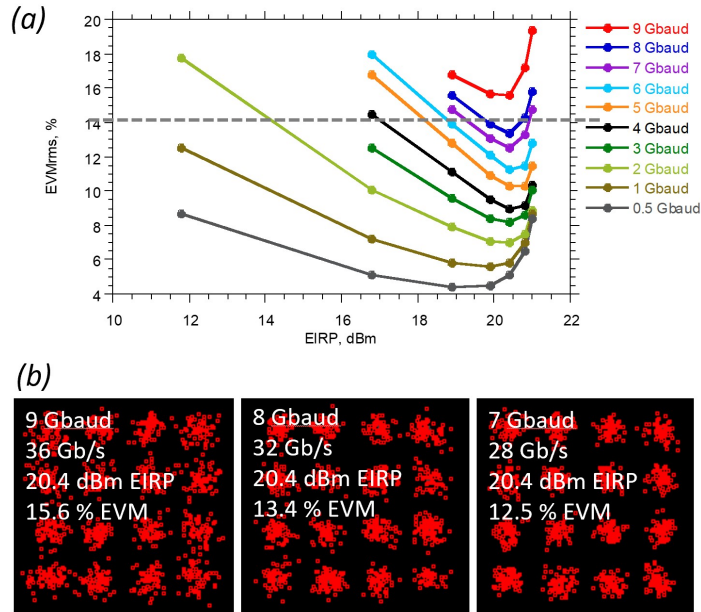 (a)
20
18
16
14
12
10
8
6
4
EVMrms, %
10
12
14
16
18
20
22
EIRP, dBm
9 Gbaud
8 Gbaud
7 Gbaud
6 Gbaud
5 Gbaud
4 Gbaud
3 Gbaud
2 Gbaud
1 Gbaud
0.5 Gbaud
(b)
9 Gbaud
36 Gb/s
20.4 dBm EIRP
15.6 % EVM
8 Gbaud
32 Gb/s
20.4 dBm EIRP
13.4 % EVM
7 Gbaud
28 Gb/s
20.4 dBm EIRP
12.5 % EVM